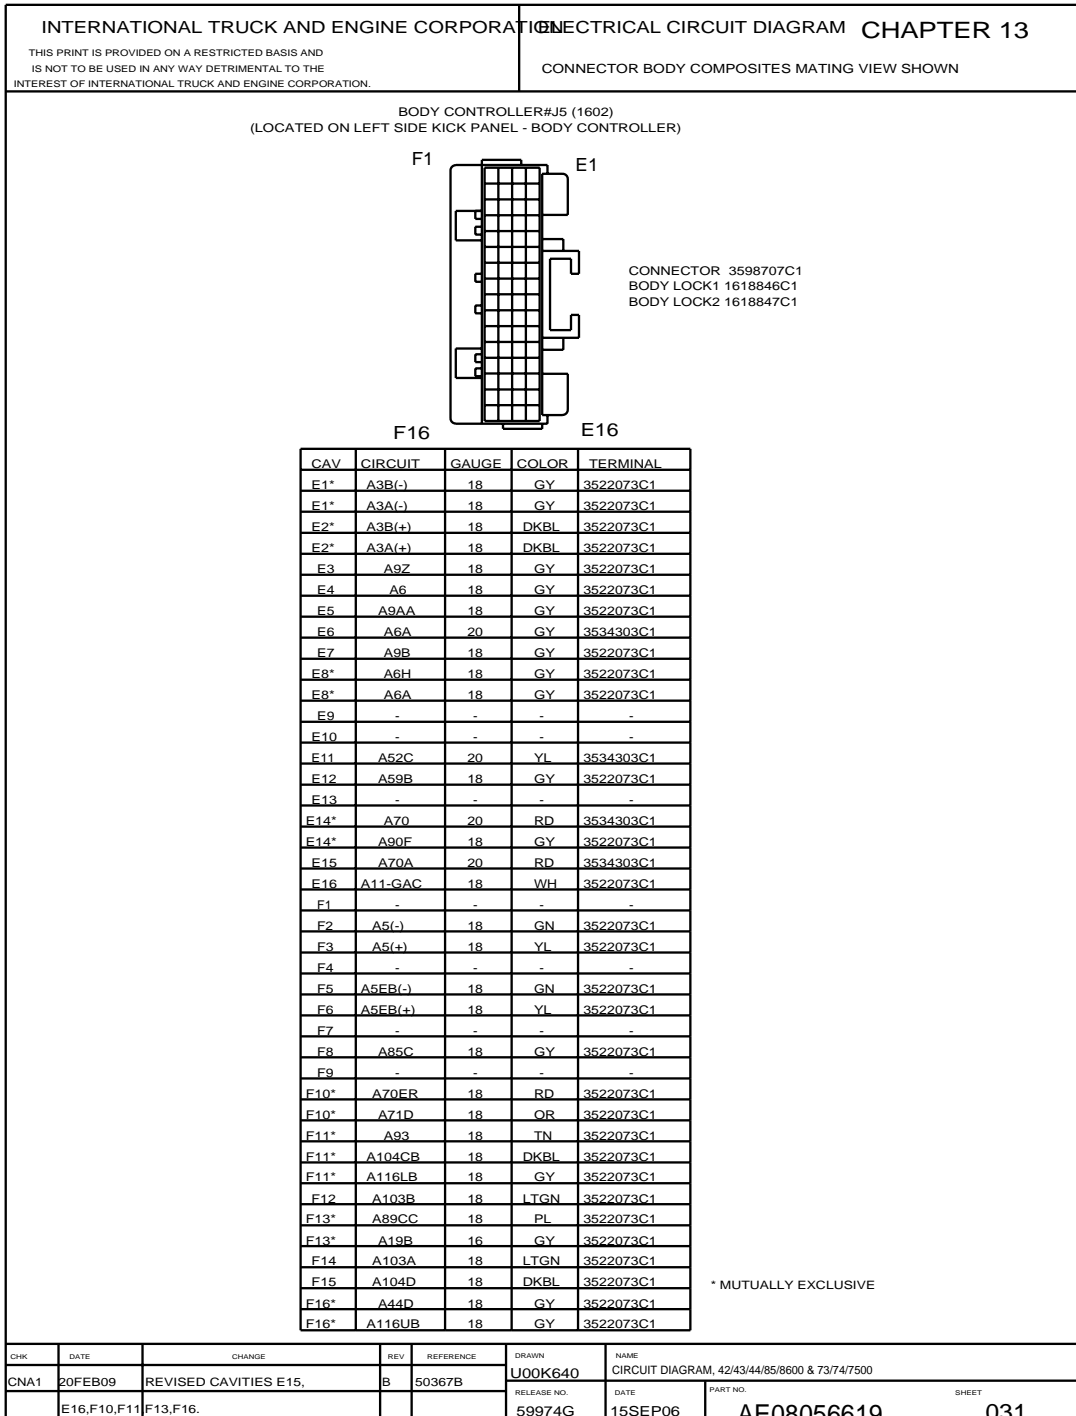 INTERNATIONAL TRUCK AND ENGINE CORPORATION
THIS PRINT IS PROVIDED ON A RESTRICTED BASIS AND
IS NOT TO BE USED IN ANY WAY DETRIMENTAL TO THE
INTEREST OF INTERNATIONAL TRUCK AND ENGINE CORPORATION.
ELECTRICAL CIRCUIT DIAGRAM CHAPTER 13
CONNECTOR BODY COMPOSITES MATING VIEW SHOWN
BODY CONTROLLER#J5 (1602)
(LOCATED ON LEFT SIDE KICK PANEL - BODY CONTROLLER)
F1 E1
CONNECTOR 3598707C1
BODY LOCK1 1618846C1
BODY LOCK2 1618847C1
F16 E16
CAV CIRCUIT GAUGE COLOR TERMINAL
E1* A3B(-) 18 GY 3522073C1
E1* A3A(-) 18 GY 3522073C1
E2* A3B(+) 18 DKBL 3522073C1
E2* A3A(+) 18 DKBL 3522073C1
E3 A9Z 18 GY 3522073C1
E4 A6 18 GY 3522073C1
E5 A9AA 18 GY 3522073C1
E6 A6A 20 GY 3534303C1
E7 A9B 18 GY 3522073C1
E8* A6H 18 GY 3522073C1
E8* A6A 18 GY 3522073C1
E9 - - - -
E10 - - - -
E11 A52C 20 YL 3534303C1
E12 A59B 18 GY 3522073C1
E13 - - - -
E14* A70 20 RD 3534303C1
E14* A90F 18 GY 3522073C1
E15 A70A 20 RD 3534303C1
E16 A11-GAC 18 WH 3522073C1
F1 - - - -
F2 A5(-) 18 GN 3522073C1
F3 A5(+) 18 YL 3522073C1
F4 - - - -
F5 A5EB(-) 18 GN 3522073C1
F6 A5EB(+) 18 YL 3522073C1
F7 - - - -
F8 A85C 18 GY 3522073C1
F9 - - - -
F10* A70ER 18 RD 3522073C1
F10* A71D 18 OR 3522073C1
F11* A93 18 TN 3522073C1
F11* A104CB 18 DKBL 3522073C1
F11* A116LB 18 GY 3522073C1
F12 A103B 18 LTGN 3522073C1
F13* A89CC 18 PL 3522073C1
F13* A19B 16 GY 3522073C1
F14 A103A 18 LTGN 3522073C1
F15 A104D 18 DKBL 3522073C1
F16* A44D 18 GY 3522073C1
F16* A116UB 18 GY 3522073C1
* MUTUALLY EXCLUSIVE
CHK DATE CHANGE REV REFERENCE DRAWN NAME
CNA1 20FEB09 REVISED CAVITIES E15, B 50367B U00K640 CIRCUIT DIAGRAM, 42/43/44/85/8600 & 73/74/7500
RELEASE NO. DATE PART NO. SHEET
E16,F10,F11 F13,F16. 59974G 15SEP06 AE08056619 031